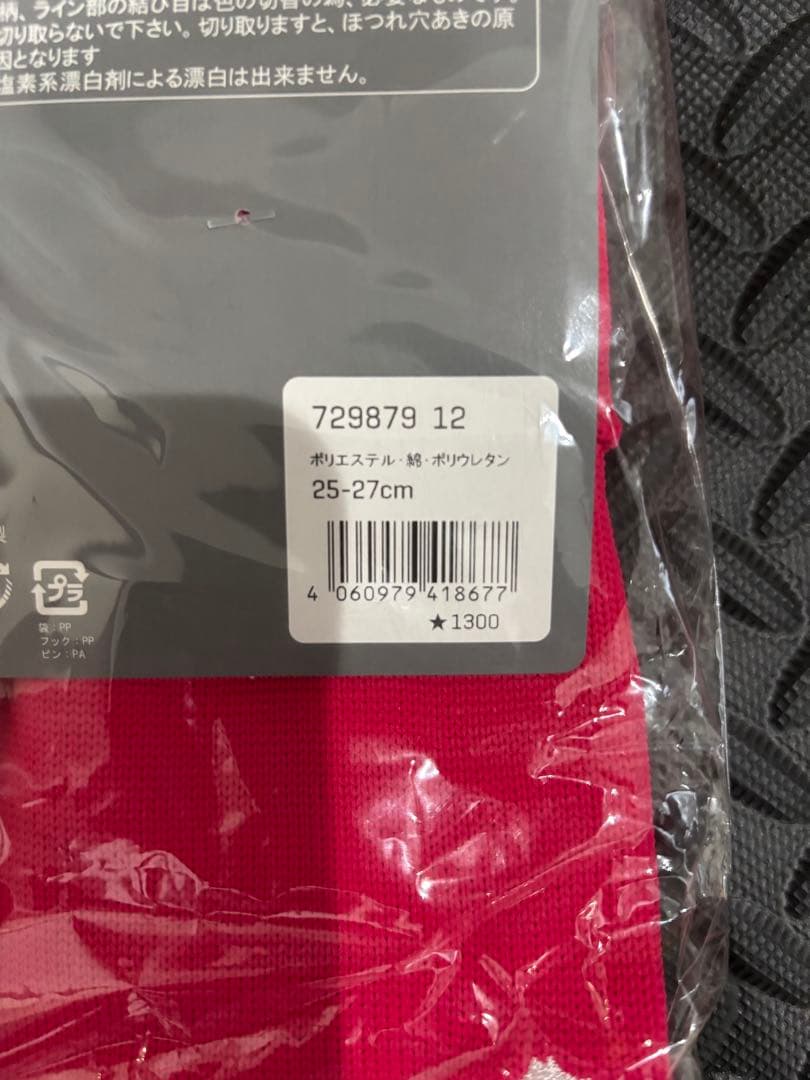 柄、ライン部の結び目は色の切替の為、必要なものです。
切り取らないで下さい。切り取りますと、ほつれ穴あきの原
因となります
塩素系漂白剤による漂白は出来ません。
729879 12
ポリエステル・綿・ポリウレタン
25-27cm
4 060979 418677
★1300
製
プラ
袋:PP
フック:PP
ピン:PA